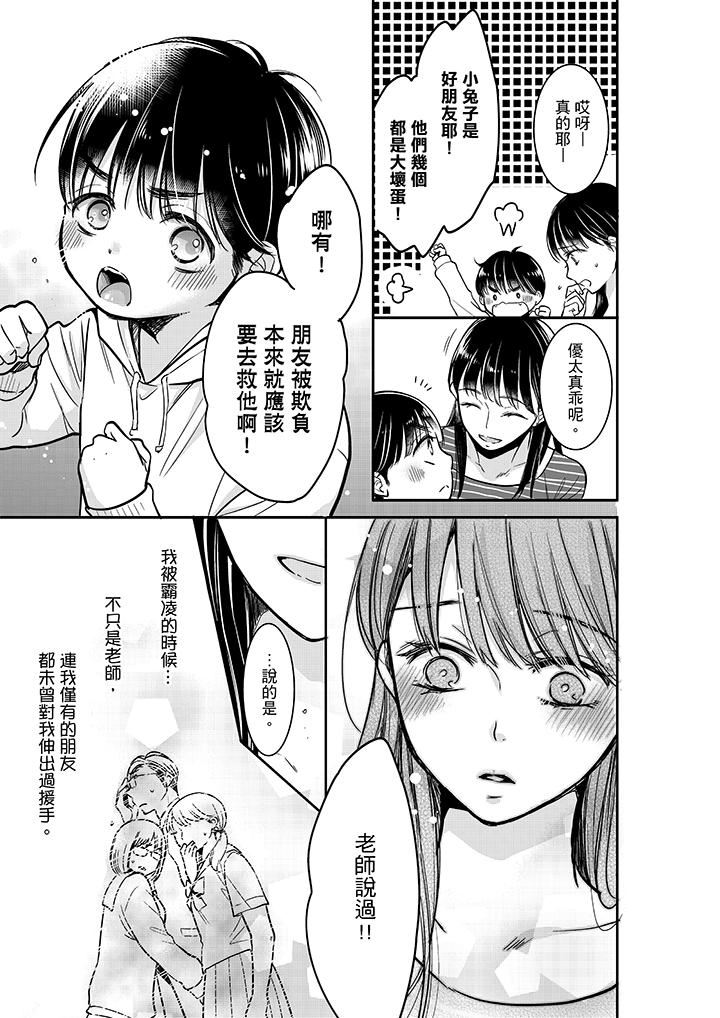 哎呀—
真的耶—
小兔子是
好朋友耶！
他們幾個
都是大壞蛋！
優太真乖呢。
哪有！
朋友被欺負
本來就應該
要去救他啊！
老師說過!!
…說的是。
我被霸凌的時候…
不只是老師，
連我僅有的朋友
都未曾對我伸出過援手。